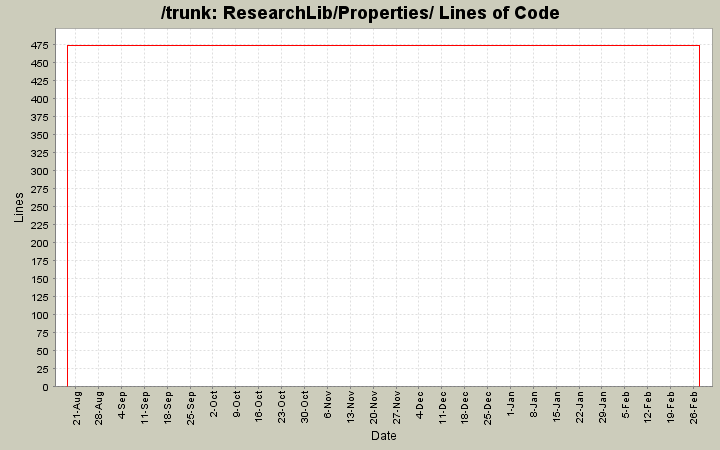 /trunk: ResearchLib/Properties/ Lines of Code
475
450
425
400
375
350
325
300
275
250
225
200
175
150
125
100
75
50
25
0
Lines
21-Aug
28-Aug
4-Sep
11-Sep
18-Sep
25-Sep
2-Oct
9-Oct
16-Oct
23-Oct
30-Oct
6-Nov
13-Nov
20-Nov
27-Nov
4-Dec
11-Dec
18-Dec
25-Dec
1-Jan
8-Jan
15-Jan
22-Jan
29-Jan
5-Feb
12-Feb
19-Feb
26-Feb
Date